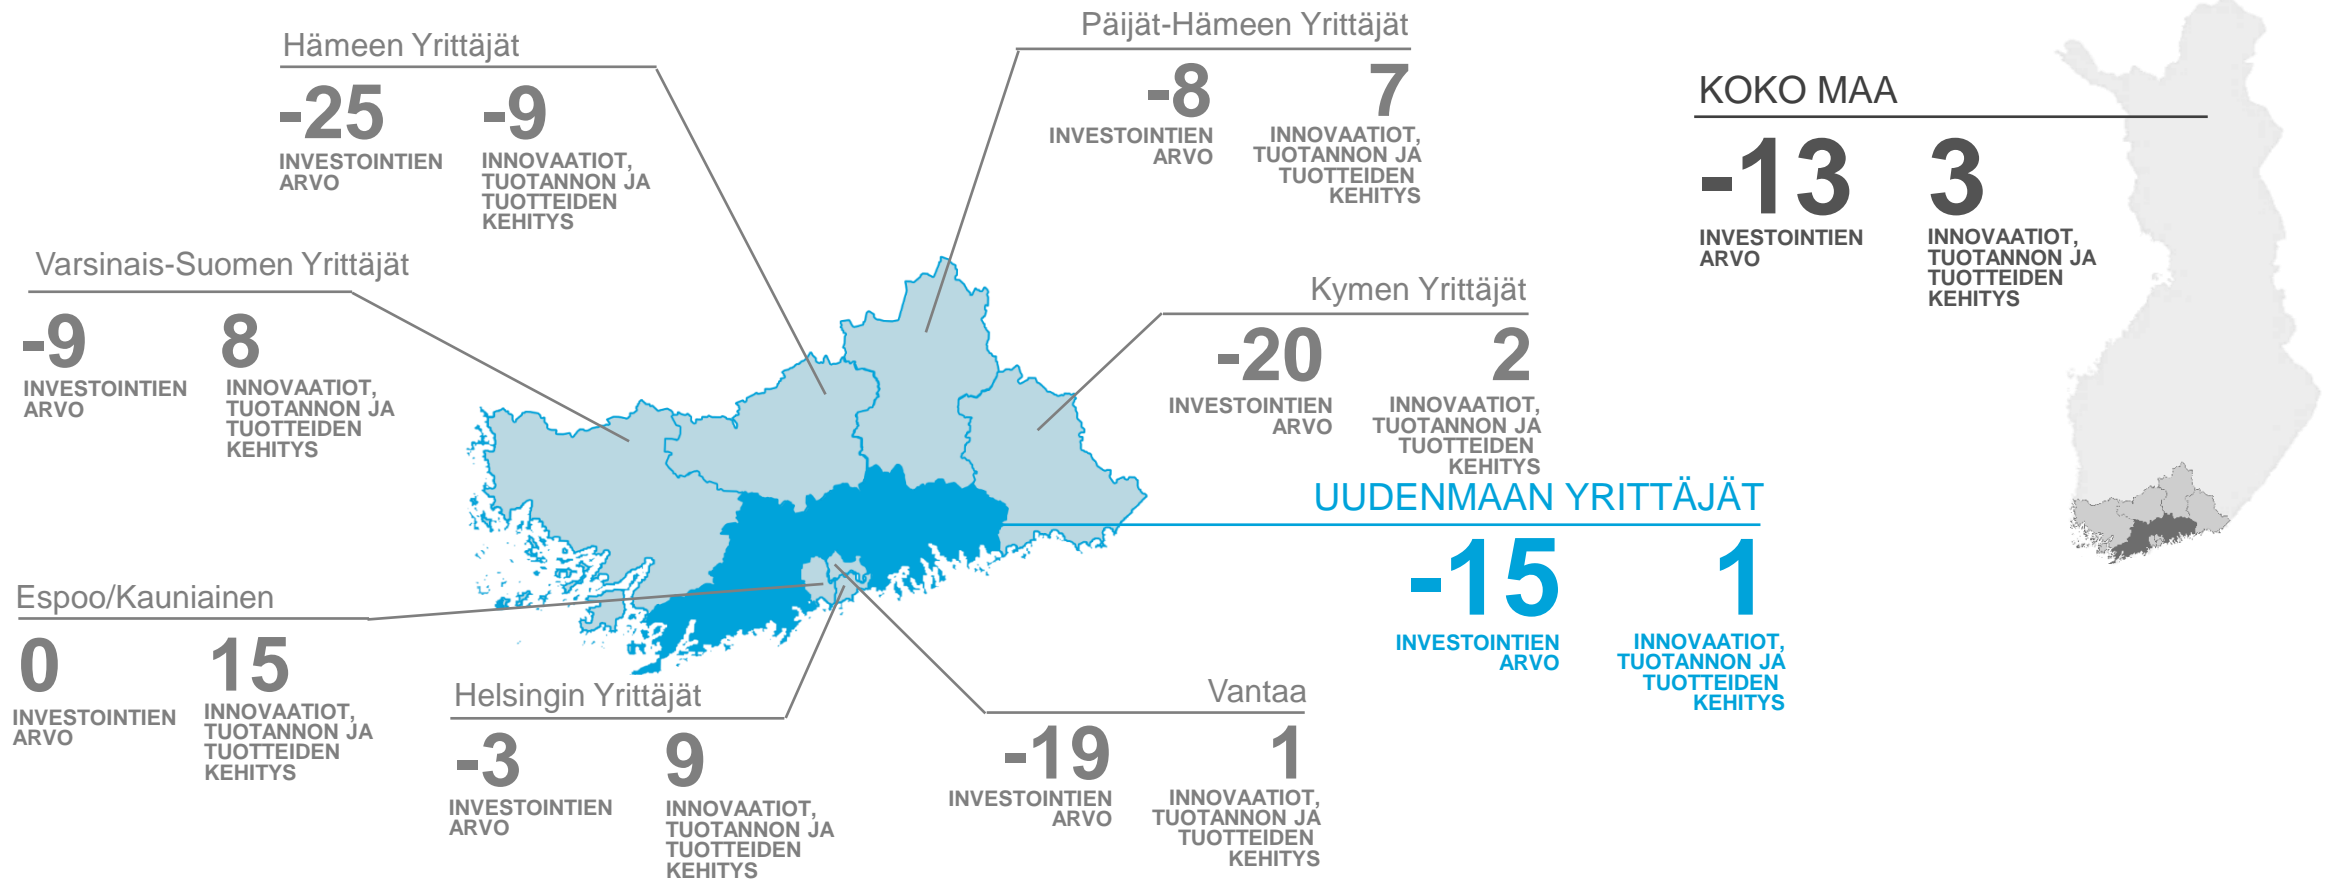 Hämeen Yrittäjät
-25
INVESTOINTIEN
ARVO
-9
INNOVAATIOT,
TUOTANNON JA
TUOTTEIDEN
KEHITYS
Päijät-Hämeen Yrittäjät
-8
INVESTOINTIEN
ARVO
7
INNOVAATIOT,
TUOTANNON JA
TUOTTEIDEN
KEHITYS
KOKO MAA
-13
INVESTOINTIEN
ARVO
3
INNOVAATIOT,
TUOTANNON JA
TUOTTEIDEN
KEHITYS
Varsinais-Suomen Yrittäjät
-9
INVESTOINTIEN
ARVO
8
INNOVAATIOT,
TUOTANNON JA
TUOTTEIDEN
KEHITYS
Kymen Yrittäjät
-20
INVESTOINTIEN
ARVO
2
INNOVAATIOT,
TUOTANNON JA
TUOTTEIDEN
KEHITYS
UUDENMAAN YRITTÄJÄT
-15
INVESTOINTIEN
ARVO
1
INNOVAATIOT,
TUOTANNON JA
TUOTTEIDEN
KEHITYS
Espoo/Kauniainen
0
INVESTOINTIEN
ARVO
15
INNOVAATIOT,
TUOTANNON JA
TUOTTEIDEN
KEHITYS
Helsingin Yrittäjät
-3
INVESTOINTIEN
ARVO
9
INNOVAATIOT,
TUOTANNON JA
TUOTTEIDEN
KEHITYS
Vantaa
-19
INVESTOINTIEN
ARVO
1
INNOVAATIOT,
TUOTANNON JA
TUOTTEIDEN
KEHITYS